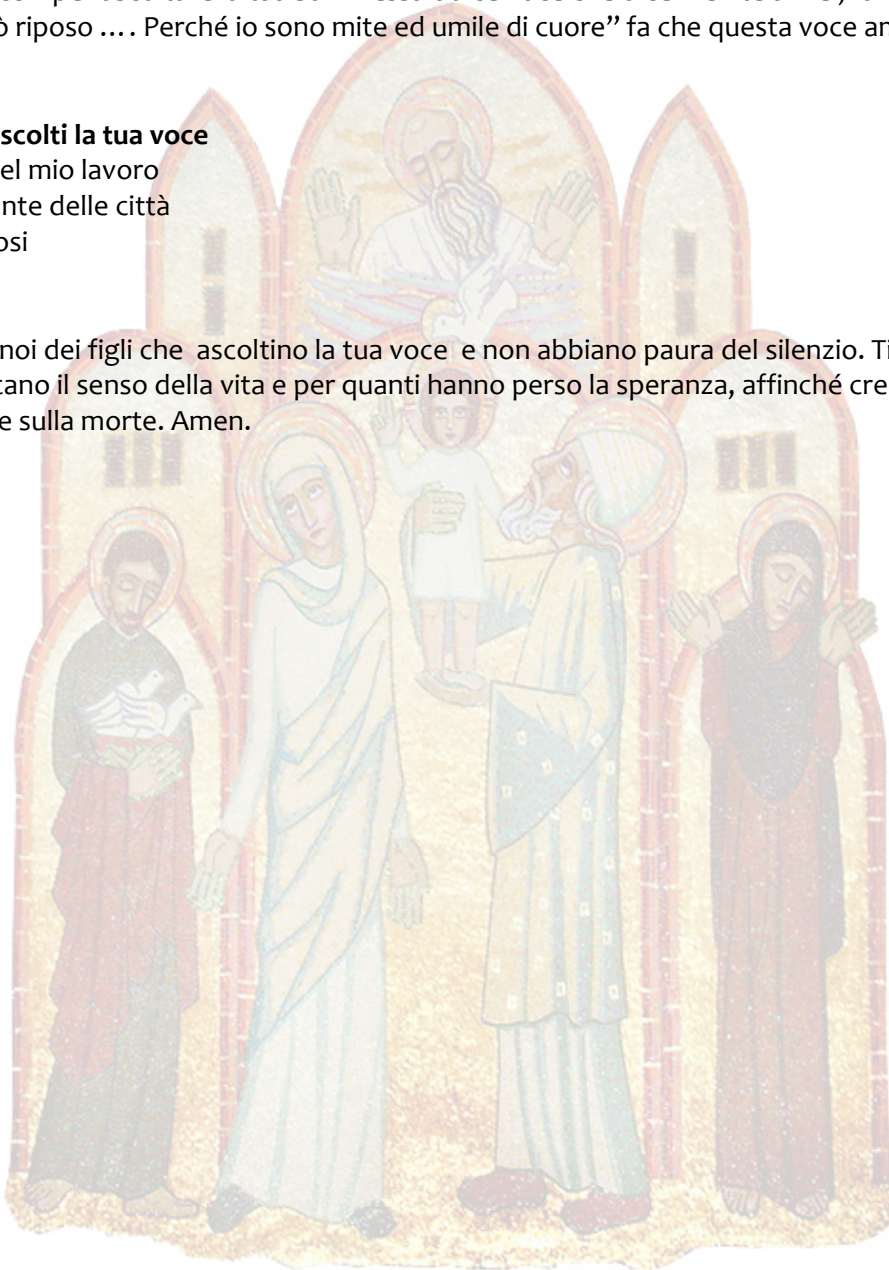 ò riposo …. Perché io sono mite ed umile di cuore” fa che questa voce
scolti la tua voce
el mio lavoro
nte delle città
osi
noi dei figli che ascoltino la tua voce e non abbiano paura del silenzio. Ti
tano il senso della vita e per quanti hanno perso la speranza, affinché cre
e sulla morte. Amen.